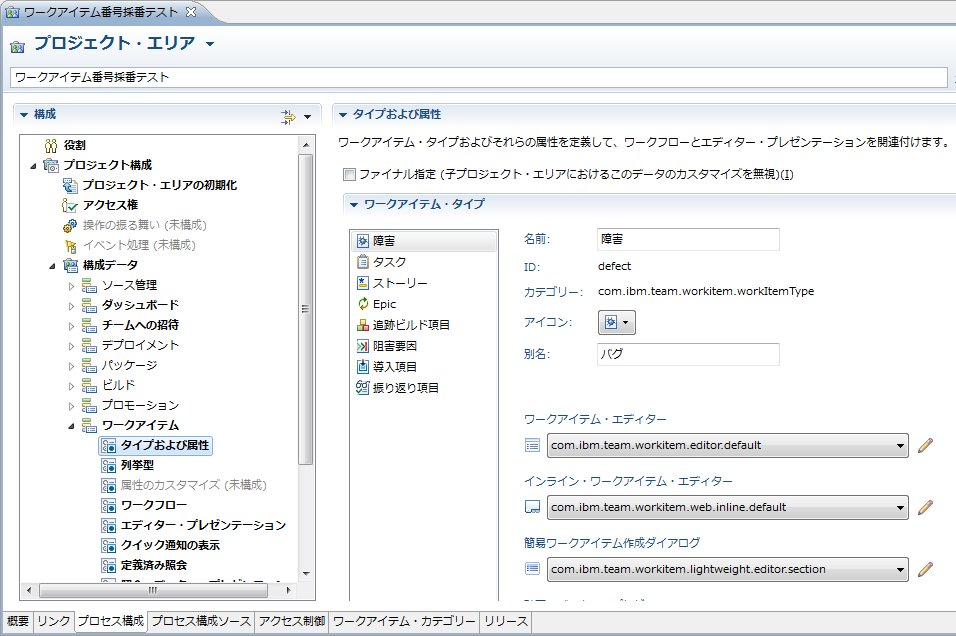 ワークアイテム番号採番テスト
プロジェクト・エリア
ワークアイテム番号採番テスト
構成
役割
プロジェクト構成
プロジェクト・エリアの初期化
アクセス権
操作の振る舞い (未構成)
イベント処理 (未構成)
構成データ
ソース管理
ダッシュボード
チームへの招待
デプロイメント
パッケージ
ビルド
プロモーション
ワークアイテム
タイプおよび属性
列挙型
属性のカスタマイズ (未構成)
ワークフロー
エディター・プレゼンテーション
クイック通知の表示
定義済み照会
タイプおよび属性
ワークアイテム・タイプおよびそれらの属性を定義して、ワークフローとエディター・プレゼンテーションを関連付けます。
ファイナル指定 (子プロジェクト・エリアにおけるこのデータのカスタマイズを無視)(I)
ワークアイテム・タイプ
障害
タスク
ストーリー
Epic
追跡ビルド項目
阻害要因
導入項目
振り返り項目
名前: 障害
ID: defect
カテゴリー: com.ibm.team.workitem.workItemType
アイコン:
別名: バグ
ワークアイテム・エディター
com.ibm.team.workitem.editor.default
インライン・ワークアイテム・エディター
com.ibm.team.workitem.web.inline.default
簡易ワークアイテム作成ダイアログ
com.ibm.team.workitem.lightweight.editor.section
概要 リンク プロセス構成 プロセス構成ソース アクセス制御 ワークアイテム・カテゴリー リリース